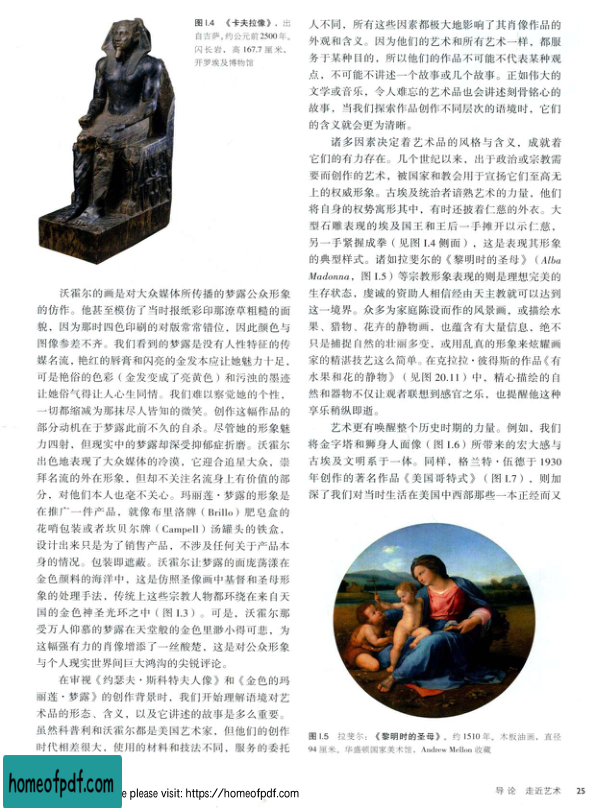 图I.4 《卡夫拉像》，出
自吉萨，约公元前2500年，
闪长岩，高 167.7 厘米，
开罗埃及博物馆
沃霍尔的画是对大众媒体所传播的梦露公众形象
的仿作。他甚至模仿了当时报纸彩印那潦草粗糙的面
貌，因为那时四色印刷的对版常常错位，因此颜色与
图像参差不齐。我们看到的梦露是没有人性特征的传
媒名流，艳红的唇膏和闪亮的金发本应让她魅力十足，
可是艳俗的色彩（金发变成了亮黄色）和污浊的墨迹
让她俗气得让人心生同情。我们难以察觉她的个性，
一切都缩减为那抹尽人皆知的微笑。创作这幅作品的
部分动机在于梦露此前不久的自杀。尽管她的形象魅
力四射，但现实中的梦露却深受抑郁症折磨。沃霍尔
出色地表现了大众媒体的冷漠，它迎合追星大众，崇
拜名流的外在形象，但却不关注名流身上有价值的部
分，对他们本人也毫不关心。玛丽莲·梦露的形象是
在推广一件产品，就像布里洛牌（Brillo）肥皂盒的
花哨包装或者坎贝尔牌（Campell）汤罐头的铁盒，
设计出来只是为了销售产品，不涉及任何关于产品本
身的情况。包装即遮蔽。沃霍尔让梦露的面庞荡漾在
金色颜料的海洋中，这是仿照圣像画中基督和圣母形
象的处理手法，传统上这些宗教人物都环绕在来自天
国的金色神圣光环之中（图I.3）。可是，沃霍尔那
受万人仰慕的梦露在天堂般的金色里渺小得可悲，为
这幅强有力的肖像增添了一丝酸楚，这是对公众形象
与个人现实世界间巨大鸿沟的尖锐评论。
在审视《约瑟夫·斯科特夫人像》和《金色的玛
丽莲·梦露》的创作背景时，我们开始理解语境对艺
术品的形态、含义，以及它讲述的故事是多么重要。
虽然科普利和沃霍尔都是美国艺术家，但他们的创作
时代相差很大，使用的材料和技法不同，服务的委托
人不同，所有这些因素都极大地影响了其肖像作品的
外观和含义。因为他们的艺术和所有艺术一样，都服
务于某种目的，所以他们的作品不可能不代表某种观
点，不可能不讲述一个故事或几个故事。正如伟大的
文学或音乐，令人难忘的艺术品也会讲述刻骨铭心的
故事，当我们探索作品创作不同层次的语境时，它们
的含义就会更为清晰。
诸多因素决定着艺术品的风格与含义，成就着
它们的有力存在。几个世纪以来，出于政治或宗教需
要而创作的艺术，被国家和教会用于宣扬它们至高无
上的权威形象。古埃及统治者谙熟艺术的力量，他们
将自身的权势寓形其中，有时还披着仁慈的外衣。大
型石雕表现的埃及国王和王后一手摊开以示仁慈，
另一手紧握成拳（见图I.4 侧面），这是表现其形象
的典型样式。诸如拉斐尔的《黎明时的圣母》（Alba
Madonna，图I.5）等宗教形象表现的则是理想完美的
生存状态，虔诚的资助人相信经由天主教就可以达到
这一境界。众多为家庭陈设而作的风景画，或描绘水
果、猎物、花卉的静物画，也蕴含有大量信息，绝不
只是捕捉自然的壮丽多变，或用乱真的形象来炫耀画
家的精湛技艺这么简单。在克拉拉·彼得斯的作品《有
水果和花的静物》（见图 20.11）中，精心描绘的自
然和器物不仅让观者联想到感官之乐，也提醒他这种
享乐稍纵即逝。
艺术更有唤醒整个历史时期的力量。例如，我们
将金字塔和狮身人面像（图I.6）所带来的宏大感与
古埃及文明系于一体。同样，格兰特·伍德于 1930
年创作的著名作品《美国哥特式》（图I.7），则加
深了我们对当时生活在美国中西部那些一本正经而又
图I.5 拉斐尔：《黎明时的圣母》，约 1510 年，木板油画，直径
94 厘米，华盛顿国家美术馆，Andrew Mellon 收藏
homeofpdf.com
e please visit: https://homeofpdf.com
导论 走近艺术 25